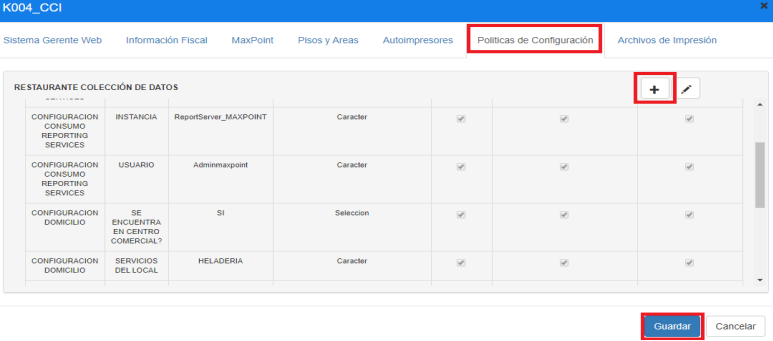 K004_CCI
×
Sistema Gerente Web Información Fiscal MaxPoint Pisos y Areas Autoimpresores Políticas de Configuración Archivos de Impresión
RESTAURANTE COLECCIÓN DE DATOS
CONFIGURACION CONSUMO REPORTING SERVICES INSTANCIA ReportServer_MAXPOINT Caracter
CONFIGURACION CONSUMO REPORTING SERVICES USUARIO Adminmaxpoint Caracter
CONFIGURACION DOMICILIO SE ENCUENTRA EN CENTRO COMERCIAL? SI Seleccion
CONFIGURACION DOMICILIO SERVICIOS DEL LOCAL HELADERIA Caracter
Guardar Cancelar